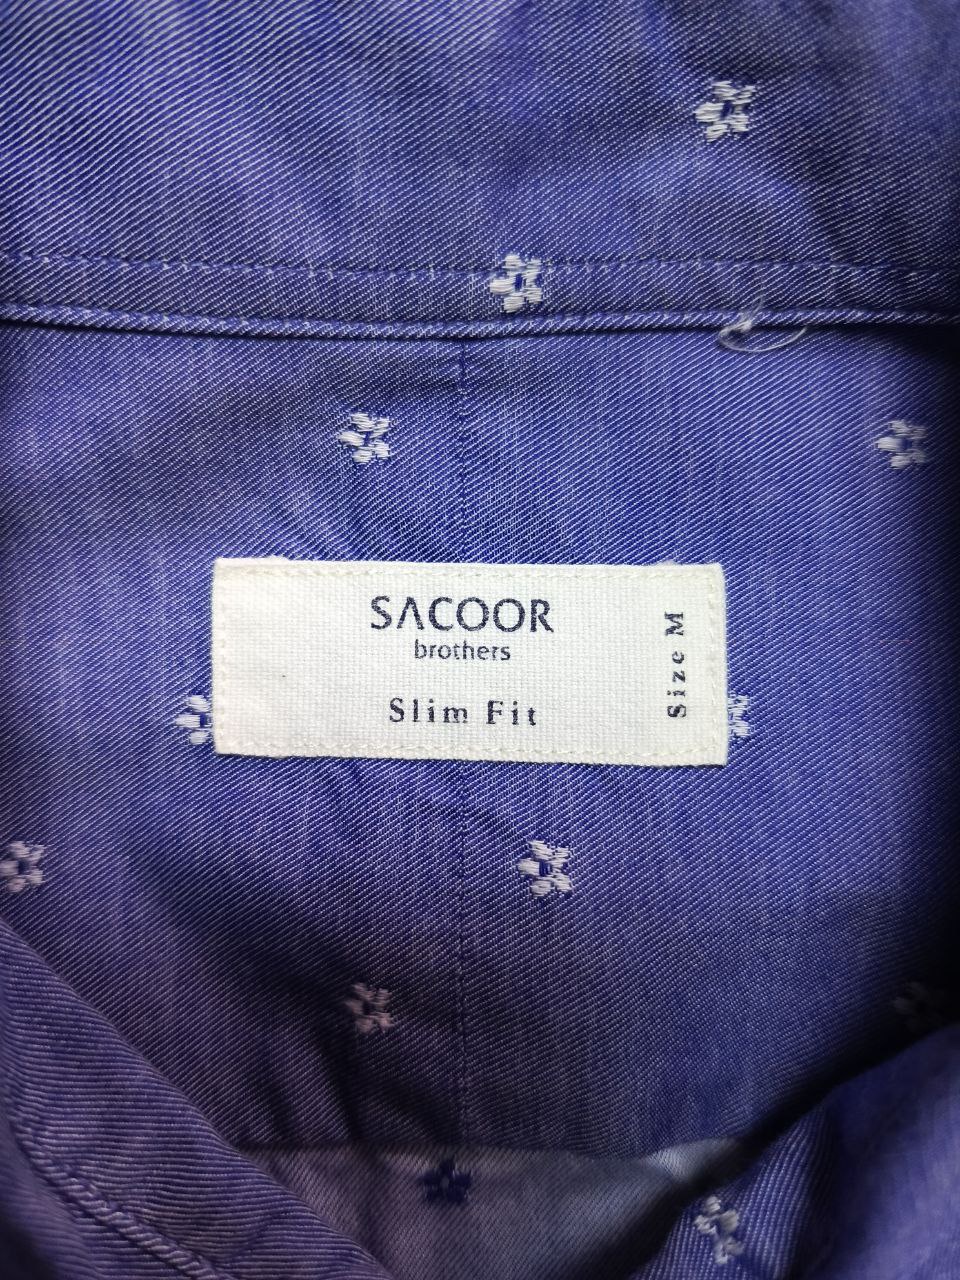 SACOOR
brothers
Slim Fit
Size M